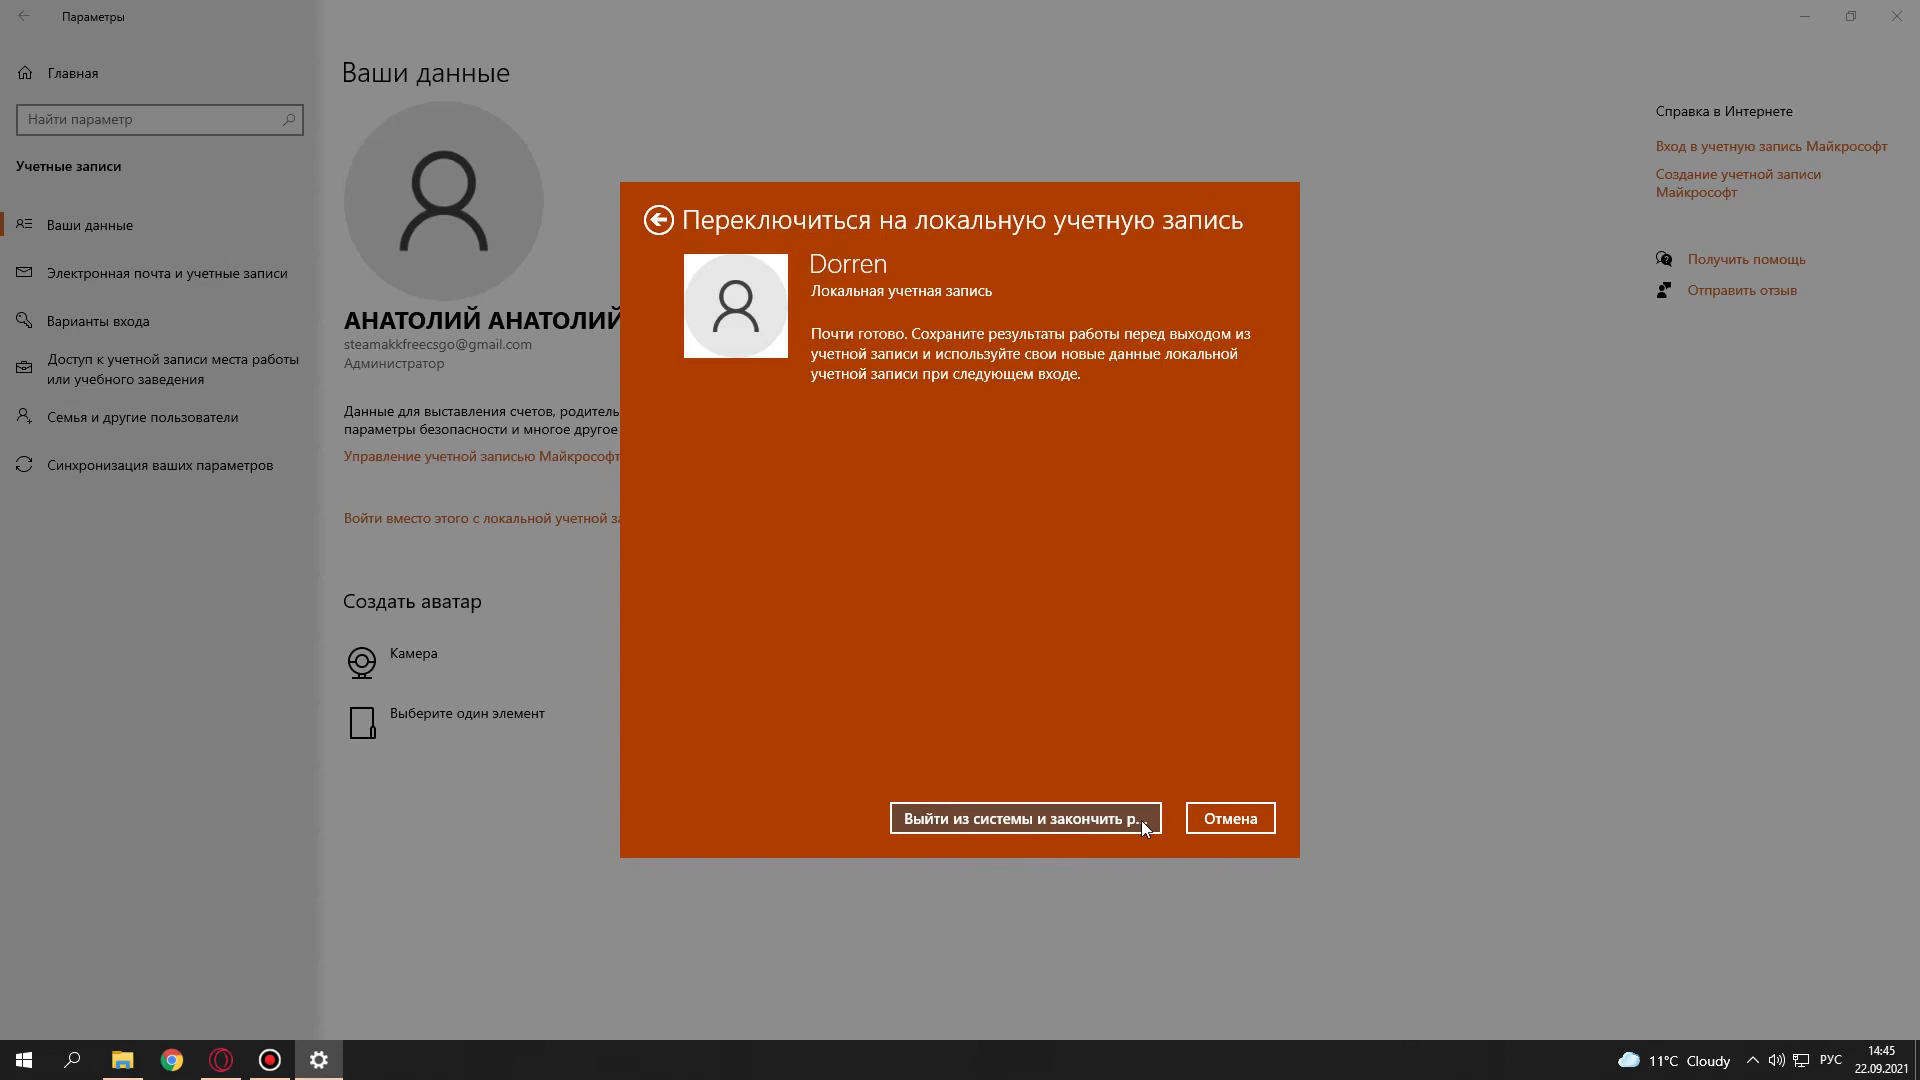 Параметры
Главная
Найти параметр
Учетные записи
Ваши данные
Электронная почта и учетные записи
Варианты входа
Доступ к учетной записи места работы
или учебного заведения
Семья и другие пользователи
Синхронизация ваших параметров
Ваши данные
АНАТОЛИЙ АНАТОЛИЙ
steamakkfreecsgo@gmail.com
Администратор
Данные для выставления счетов, родитель
параметры безопасности и многое другое
Управление учетной записью Майкрософт
Войти вместо этого с локальной учетной за
Создать аватар
Камера
Выберите один элемент
Переключиться на локальную учетную запись
Dorren
Локальная учетная запись
Почти готово. Сохраните результаты работы перед выходом из
учетной записи и используйте свои новые данные локальной
учетной записи при следующем входе.
Выйти из системы и закончить р...
Отмена
Справка в Интернете
Вход в учетную запись Майкрософт
Создание учетной записи
Майкрософт
Получить помощь
Отправить отзыв
11°C Cloudy
РУС
14:45
22.09.2021